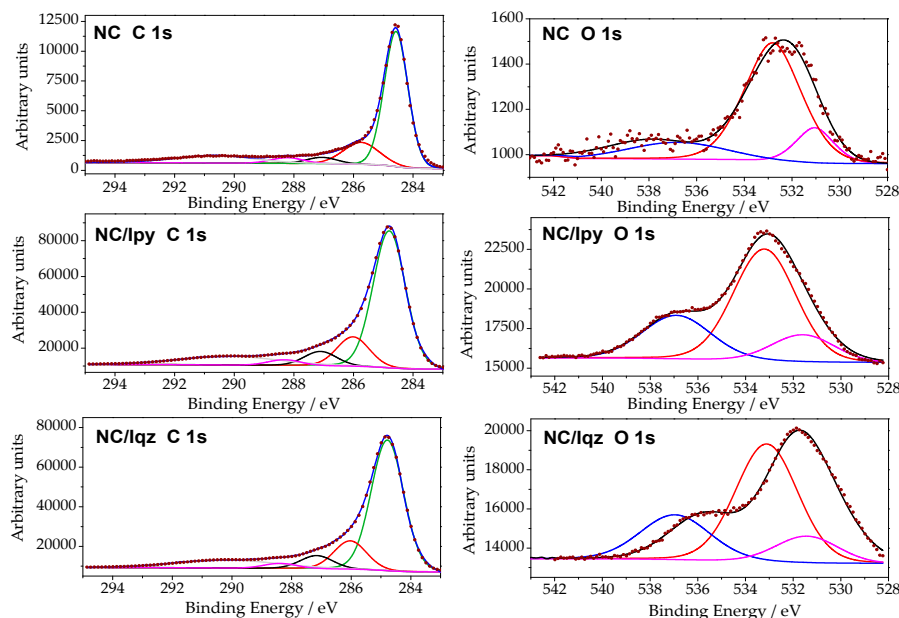 NC C 1s
Arbitrary units
12500
10000
7500
5000
2500
0
294 292 290 288 286 284
Binding Energy / eV
NC O 1s
Arbitrary units
1600
1400
1200
1000
542 540 538 536 534 532 530 528
Binding Energy / eV
NC/Ipy C 1s
Arbitrary units
80000
60000
40000
20000
0
294 292 290 288 286 284
Binding Energy / eV
NC/Ipy O 1s
Arbitrary units
22500
20000
17500
15000
542 540 538 536 534 532 530 528
Binding Energy / eV
NC/Iqz C 1s
Arbitrary units
80000
60000
40000
20000
294 292 290 288 286 284
Binding Energy / eV
NC/Iqz O 1s
Arbitrary units
20000
18000
16000
14000
542 540 538 536 534 532 530 528
Binding Energy / eV